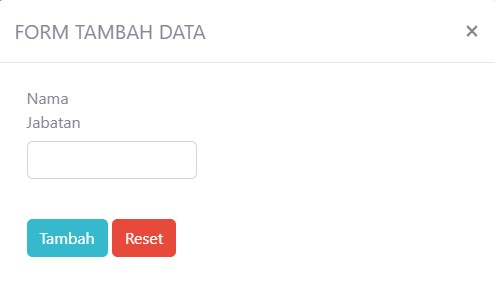 FORM TAMBAH DATA ×
Nama
Jabatan
Tambah Reset